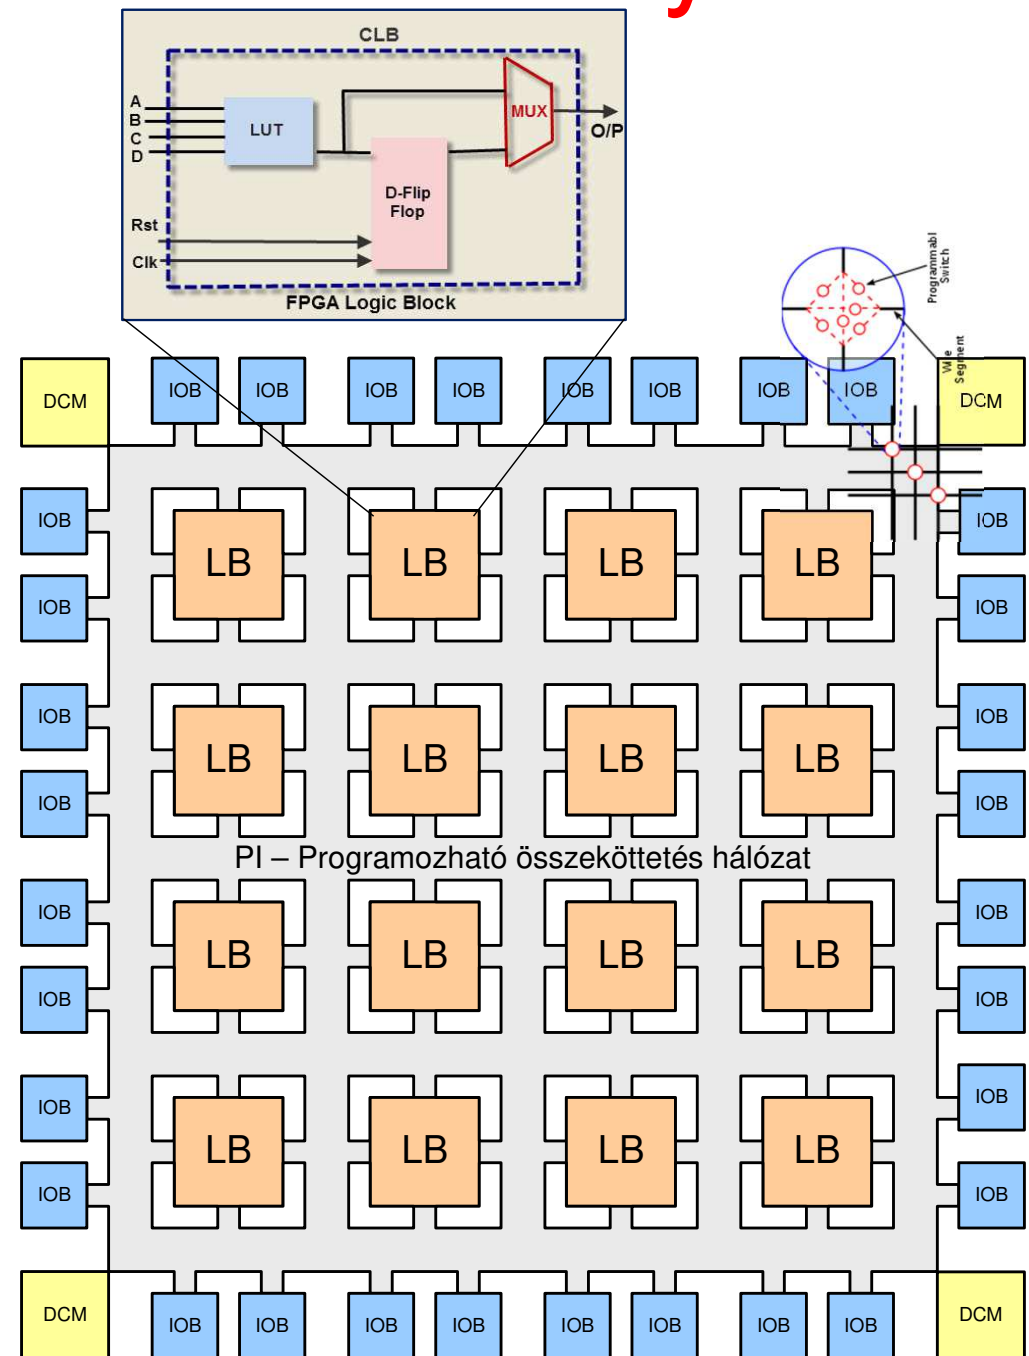 CLB
A
B
C
D
LUT
MUX
O/P
D-Flip
Flop
Rst
Clk
FPGA Logic Block
Programmabl
Switch
Wire
Segment
DCM
IOB
IOB
IOB
IOB
IOB
IOB
IOB
IOB
DCM
IOB
LB
LB
LB
LB
IOB
IOB
IOB
IOB
LB
LB
LB
LB
IOB
IOB
IOB
PI – Programozható összeköttetés hálózat
IOB
LB
LB
LB
LB
IOB
IOB
IOB
IOB
LB
LB
LB
LB
IOB
IOB
IOB
DCM
IOB
IOB
IOB
IOB
IOB
IOB
IOB
IOB
DCM